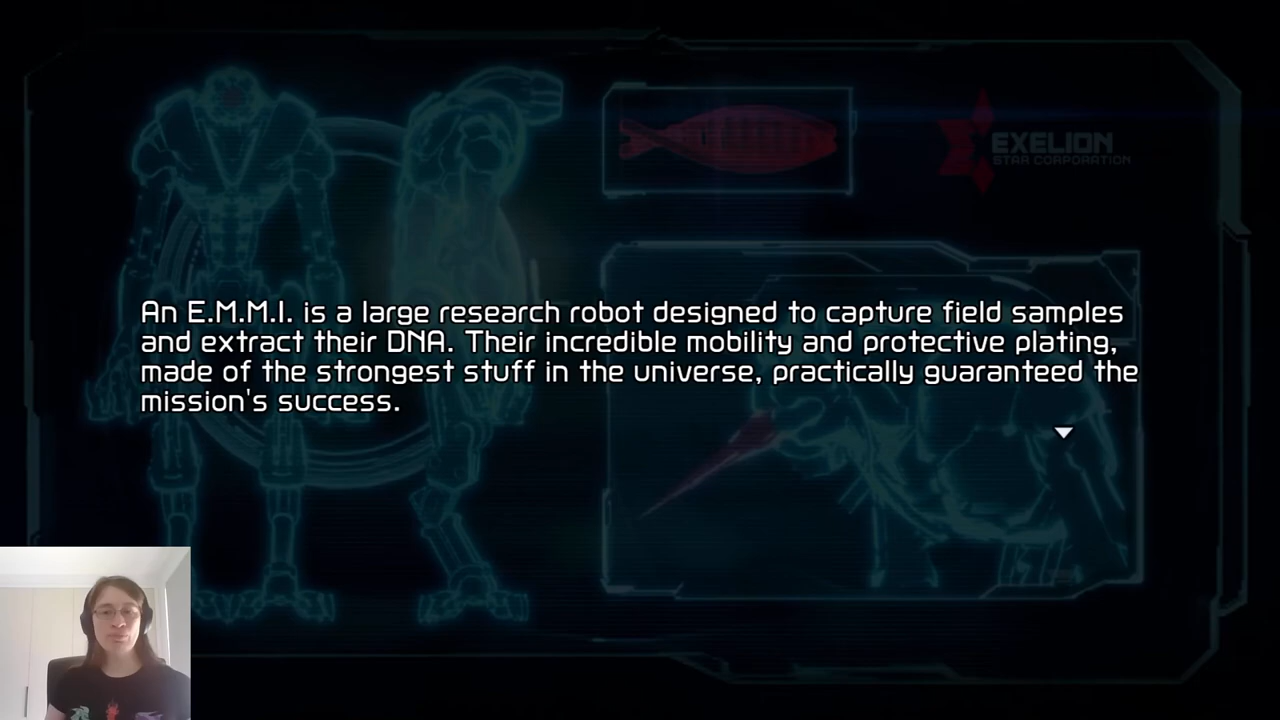 EXELION
STAR CORPORATION
An E.M.M.I. is a large research robot designed to capture field samples
and extract their DNA. Their incredible mobility and protective plating,
made of the strongest stuff in the universe, practically guaranteed the
mission's success.